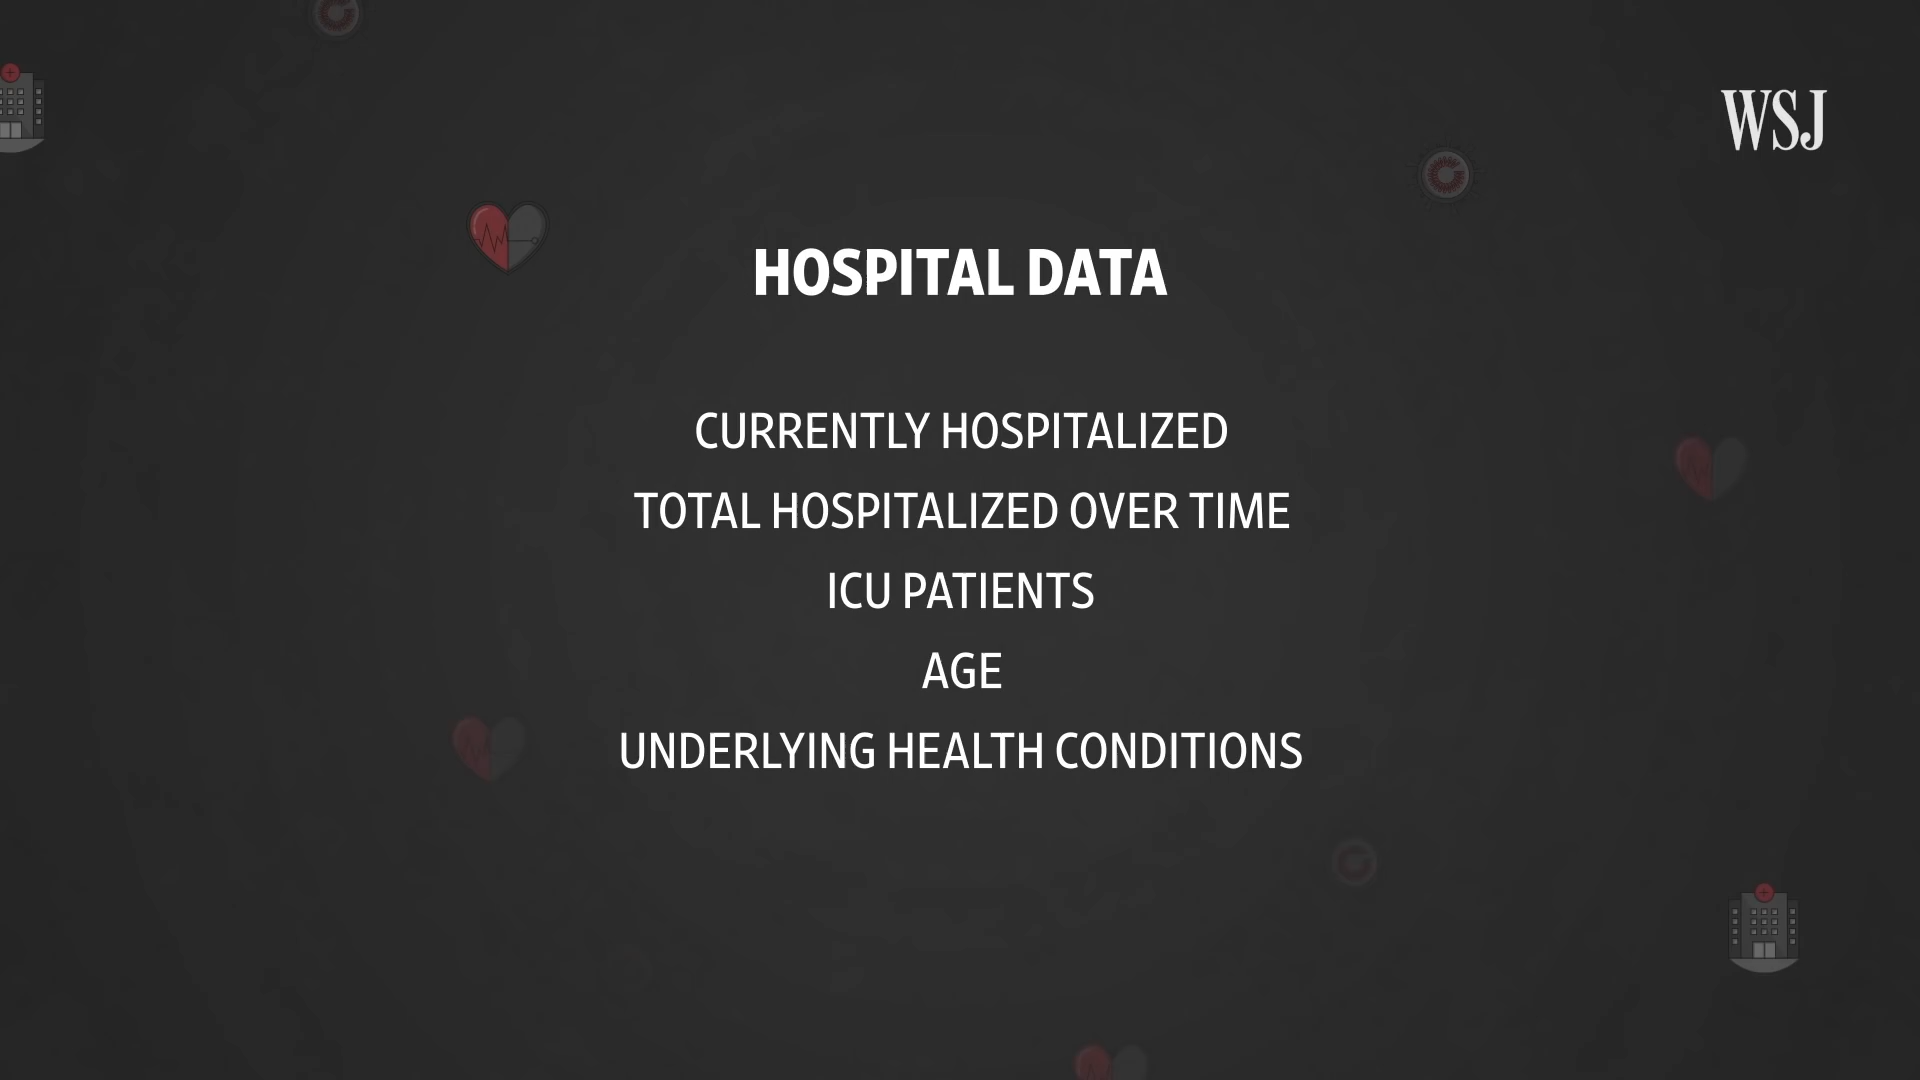 WSJ
HOSPITAL DATA
CURRENTLY HOSPITALIZED
TOTAL HOSPITALIZED OVER TIME
ICU PATIENTS
AGE
UNDERLYING HEALTH CONDITIONS